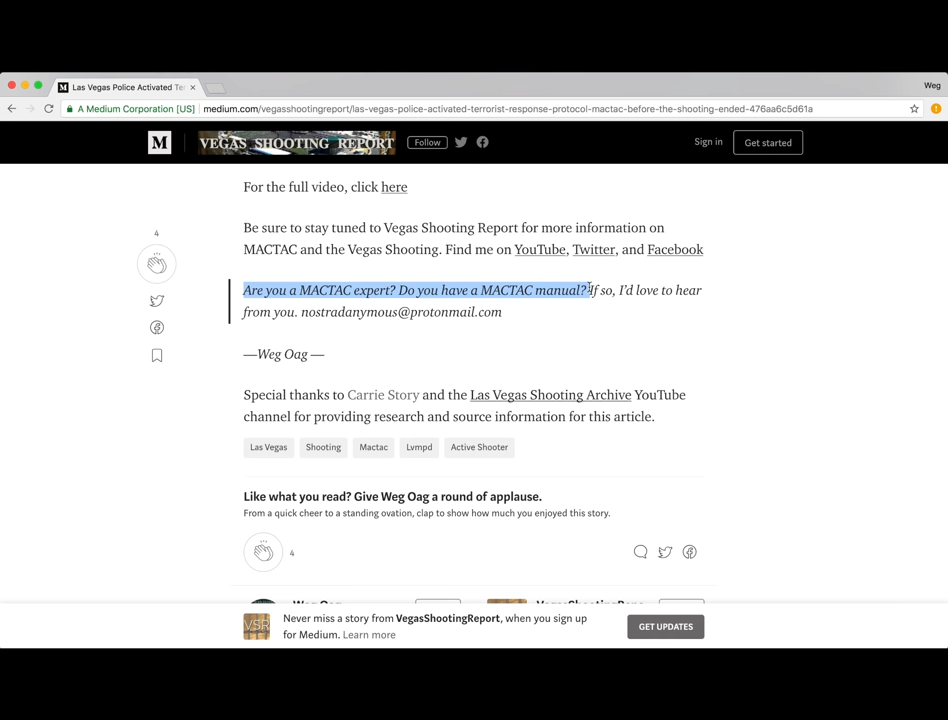 Las Vegas Police Activated Ter
Weg
A Medium Corporation [US] medium.com/vegasshootingreport/las-vegas-police-activated-terrorist-response-protocol-mactac-before-the-shooting-ended-476aa6c5d61a
M VEGAS SHOOTING REPORT Follow Sign in Get started
For the full video, click here
4
Be sure to stay tuned to Vegas Shooting Report for more information on
MACTAC and the Vegas Shooting. Find me on YouTube, Twitter, and Facebook
Are you a MACTAC expert? Do you have a MACTAC manual? If so, I'd love to hear
from you. nostradanymous@protonmail.com
—Weg Oag —
Special thanks to Carrie Story and the Las Vegas Shooting Archive YouTube
channel for providing research and source information for this article.
Las Vegas Shooting Mactac Lvmpd Active Shooter
Like what you read? Give Weg Oag a round of applause.
From a quick cheer to a standing ovation, clap to show how much you enjoyed this story.
4
Weg Oag
Never miss a story from VegasShootingReport, when you sign up
for Medium. Learn more
VSR
GET UPDATES